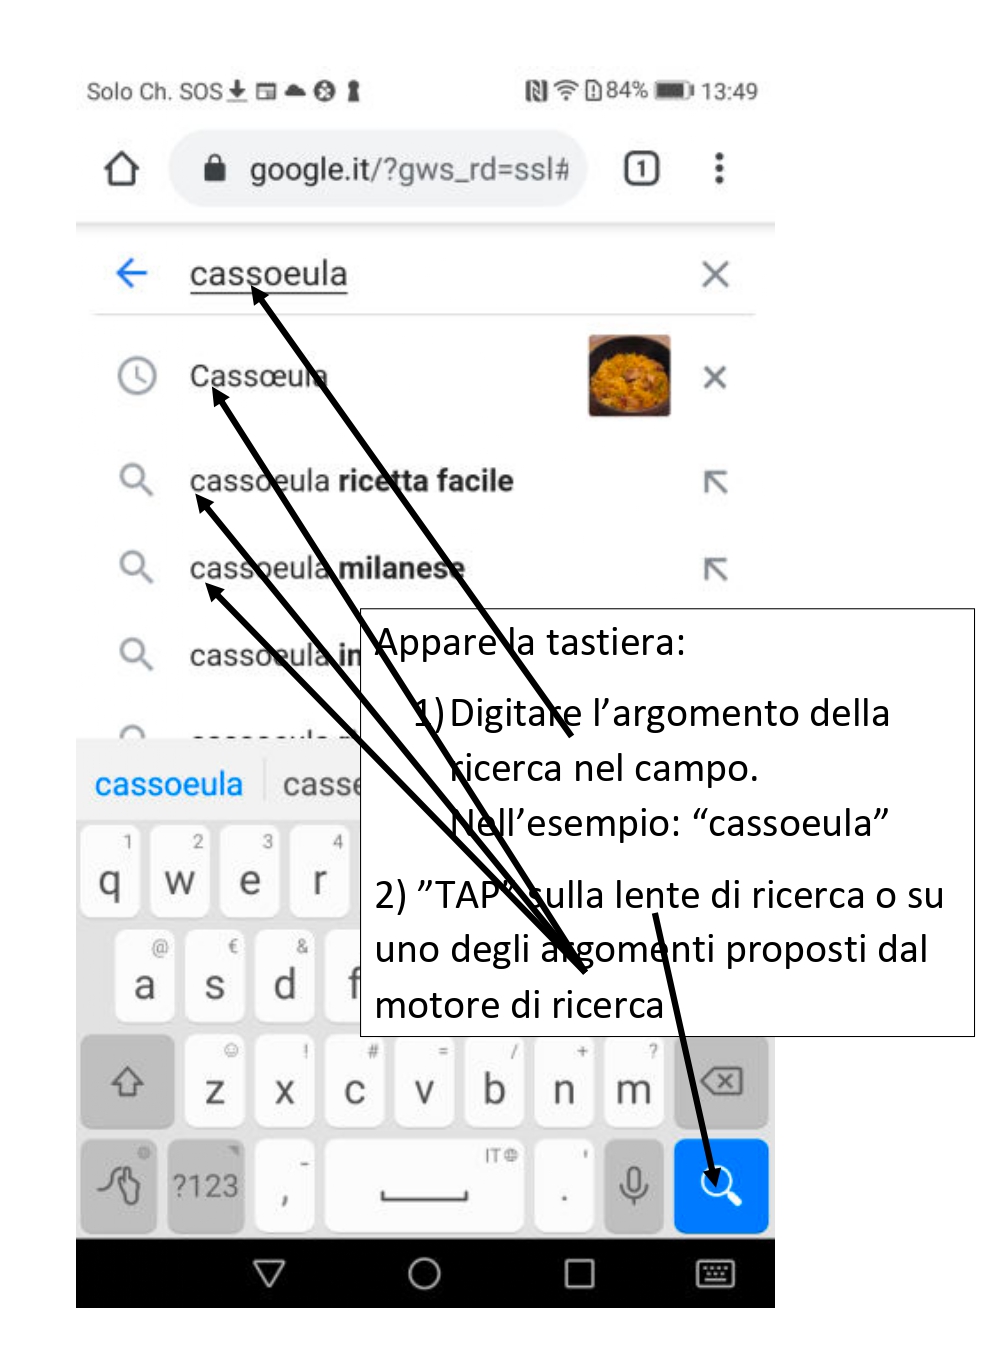 Solo Ch. SOS 84% 13:49
google.it/?gws_rd=ssl# 1
cassoeula
Cassœula
cassoeula ricetta facile
cassoeula milanese
cassoeula
Appare la tastiera:
1) Digitare l’argomento della
ricerca nel campo.
Nell’esempio: “cassoeula”
2) ”TAP” sulla lente di ricerca o su
uno degli argomenti proposti dal
motore di ricerca
cassoeula
1 2 3 4
q w e r
@ € &
a s d f
! # = / + ?
z x c v b n m
?123 , - IT . '